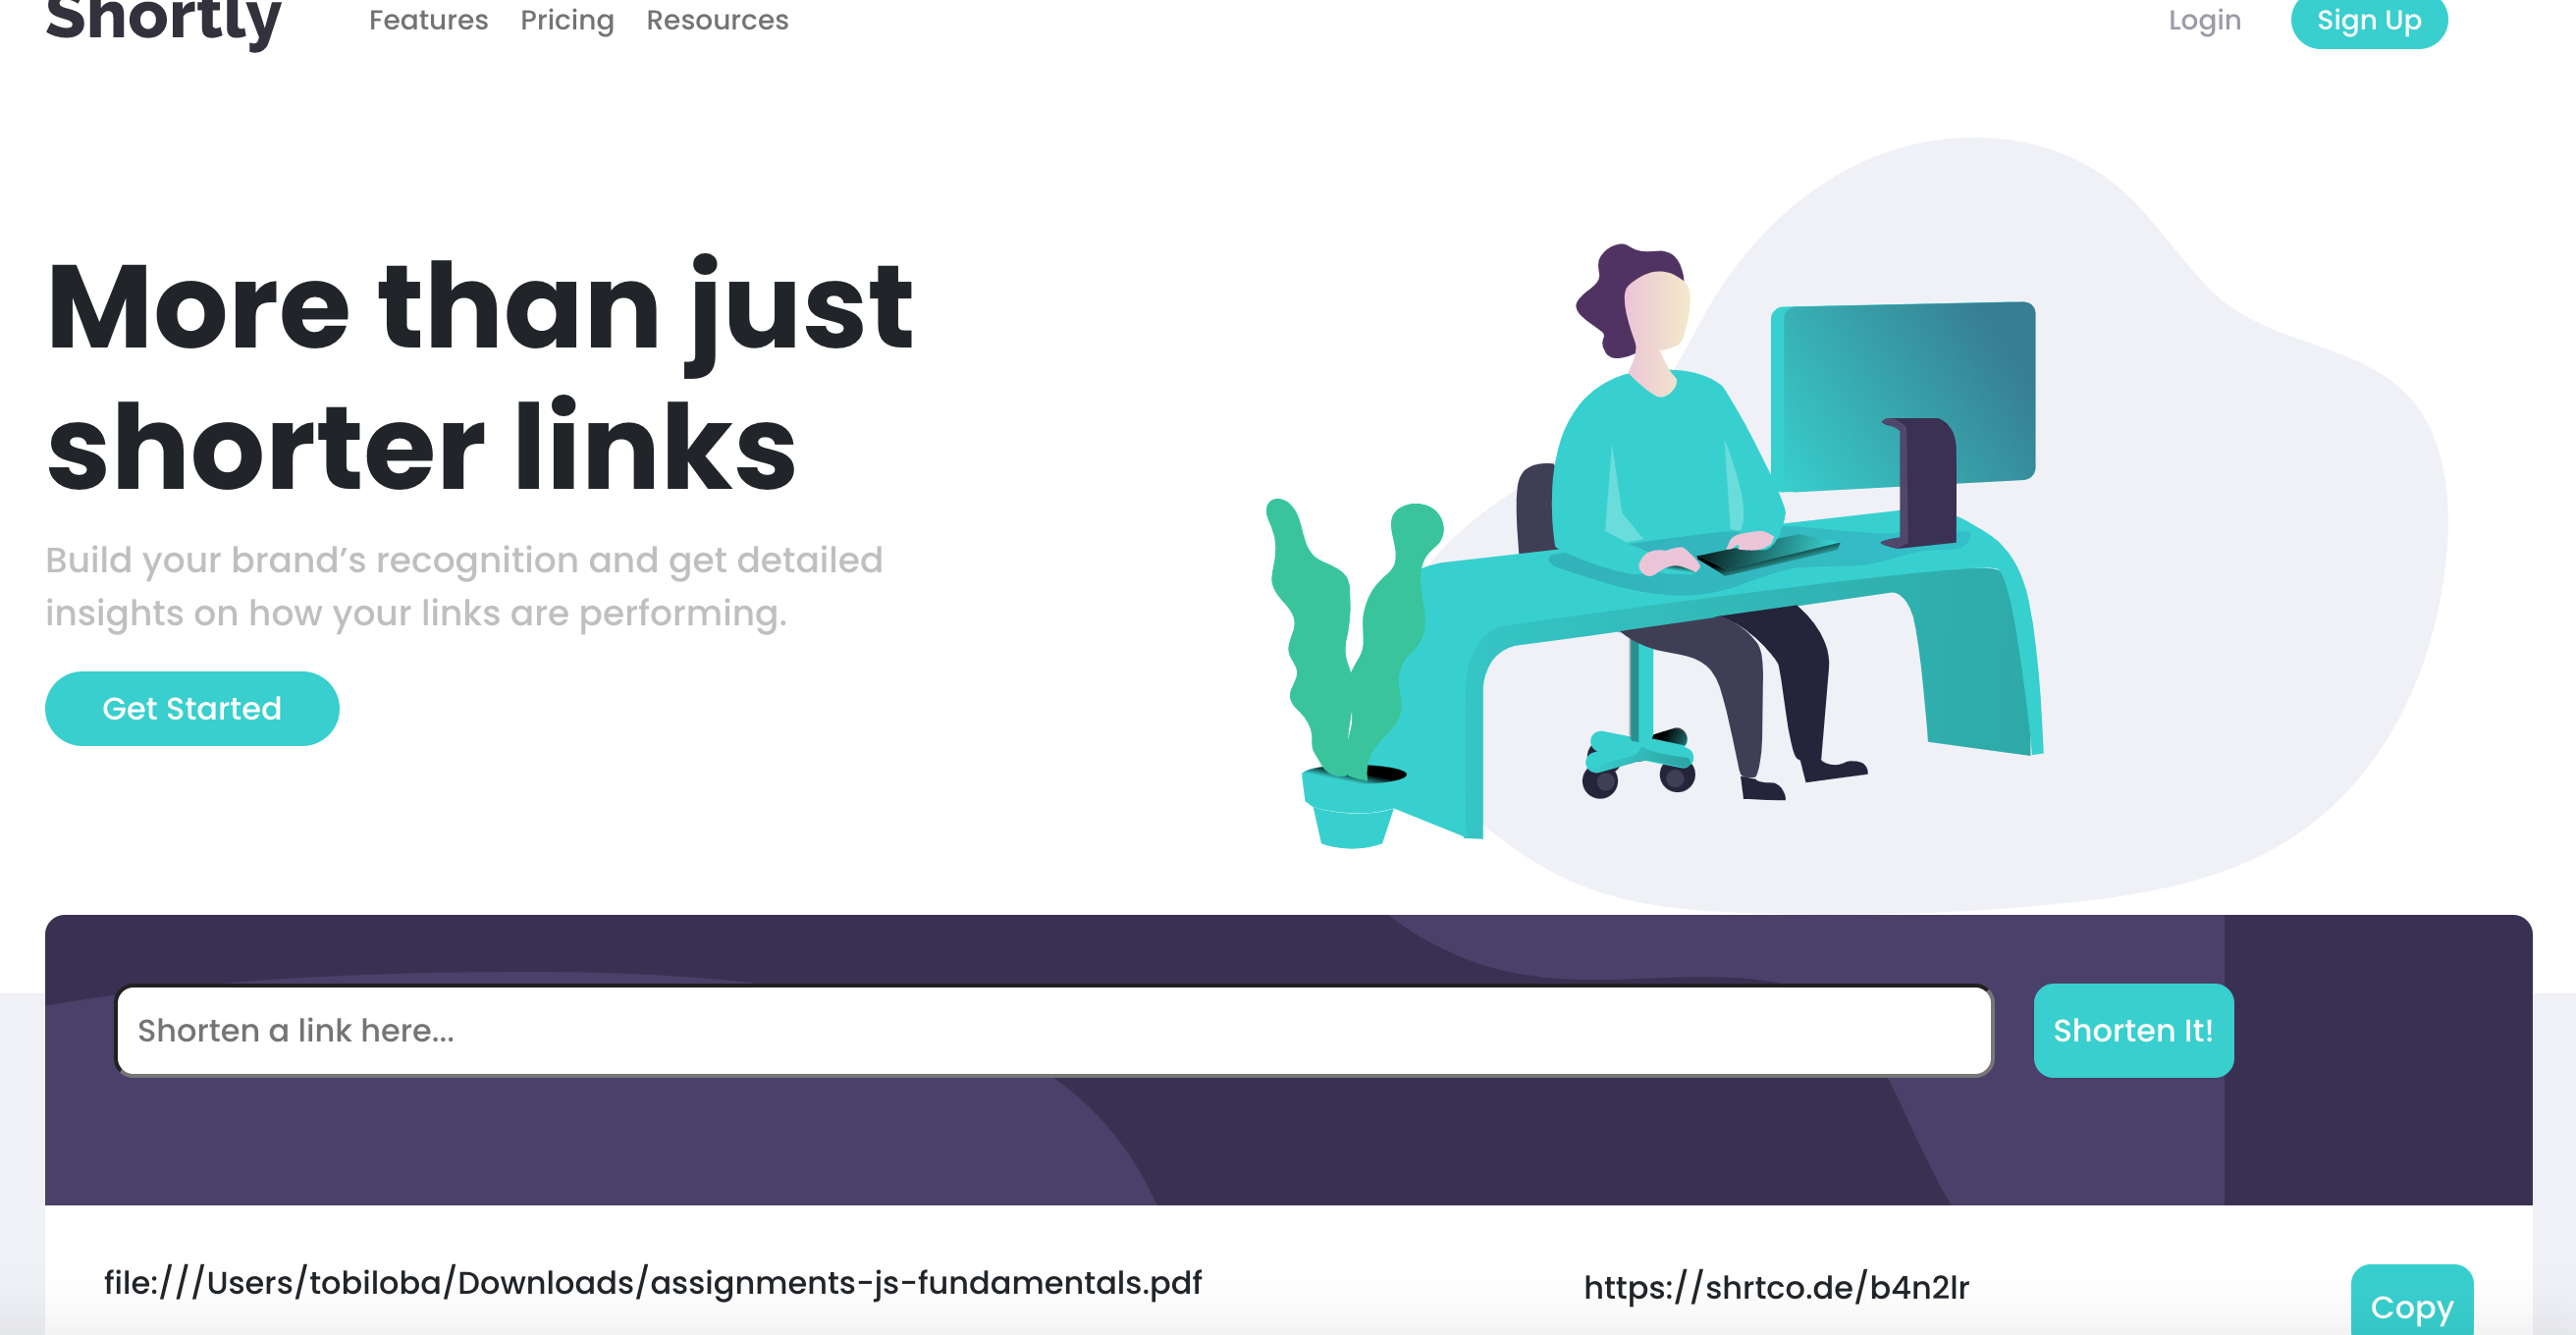 Shortly Features Pricing Resources Login Sign Up
More than just
shorter links
Build your brand’s recognition and get detailed
insights on how your links are performing.
Get Started
Shorten a link here... Shorten It!
file:///Users/tobiloba/Downloads/assignments-js-fundamentals.pdf https://shrtco.de/b4n2lr Copy